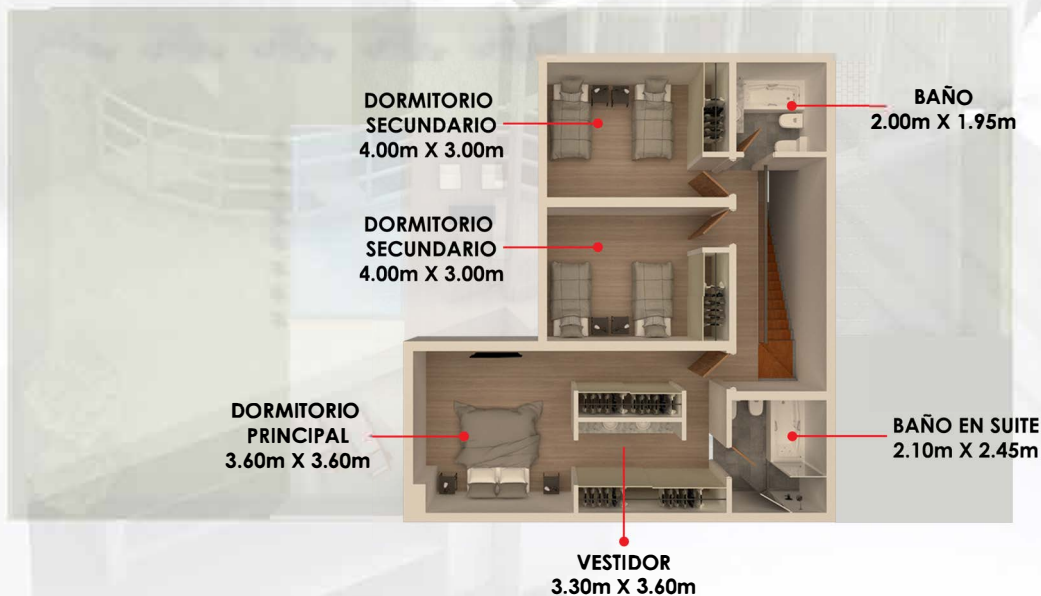 DORMITORIO
SECUNDARIO
4.00m X 3.00m
BAÑO
2.00m X 1.95m
DORMITORIO
SECUNDARIO
4.00m X 3.00m
DORMITORIO
PRINCIPAL
3.60m X 3.60m
BAÑO EN SUITE
2.10m X 2.45m
VESTIDOR
3.30m X 3.60m